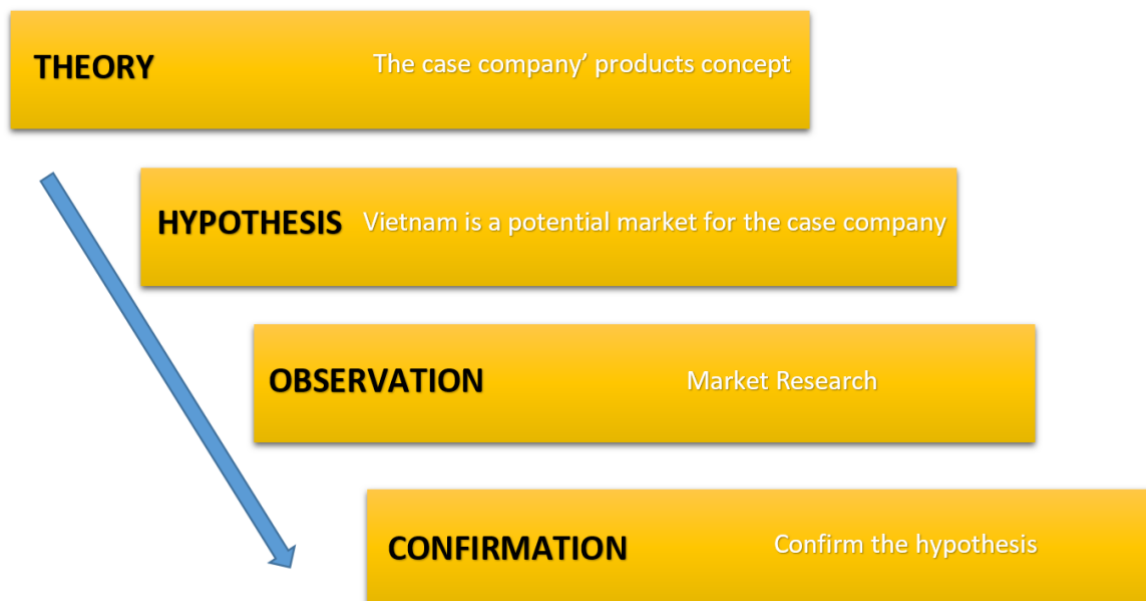 THEORY The case company’ products concept
HYPOTHESIS Vietnam is a potential market for the case company
OBSERVATION Market Research
CONFIRMATION Confirm the hypothesis